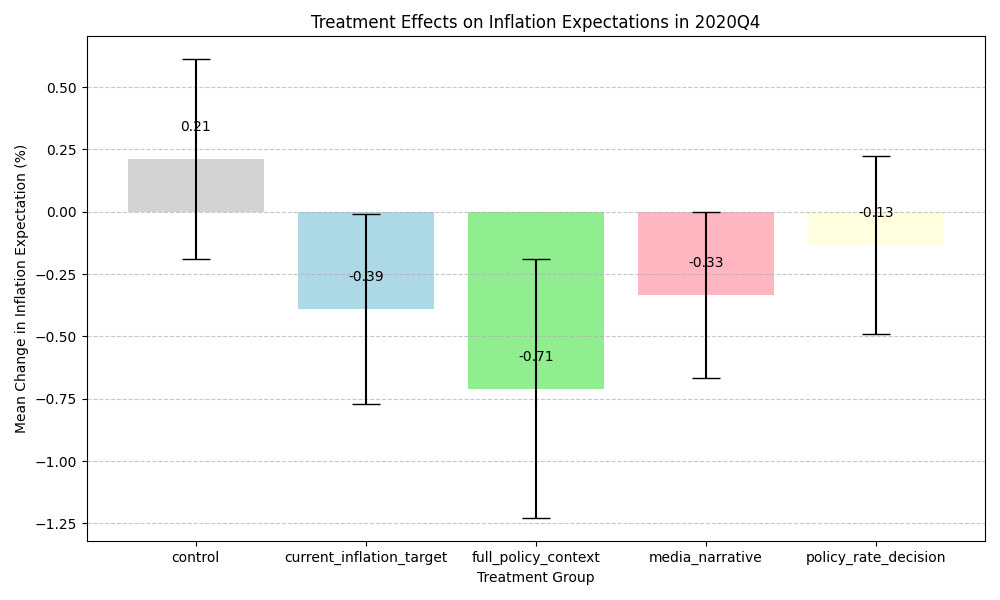 Treatment Effects on Inflation Expectations in 2020Q4
Mean Change in Inflation Expectation (%)
0.50
0.25
0.00
−0.25
−0.50
−0.75
−1.00
−1.25
0.21
-0.39
-0.71
-0.33
-0.13
control
current_inflation_target
full_policy_context
media_narrative
policy_rate_decision
Treatment Group